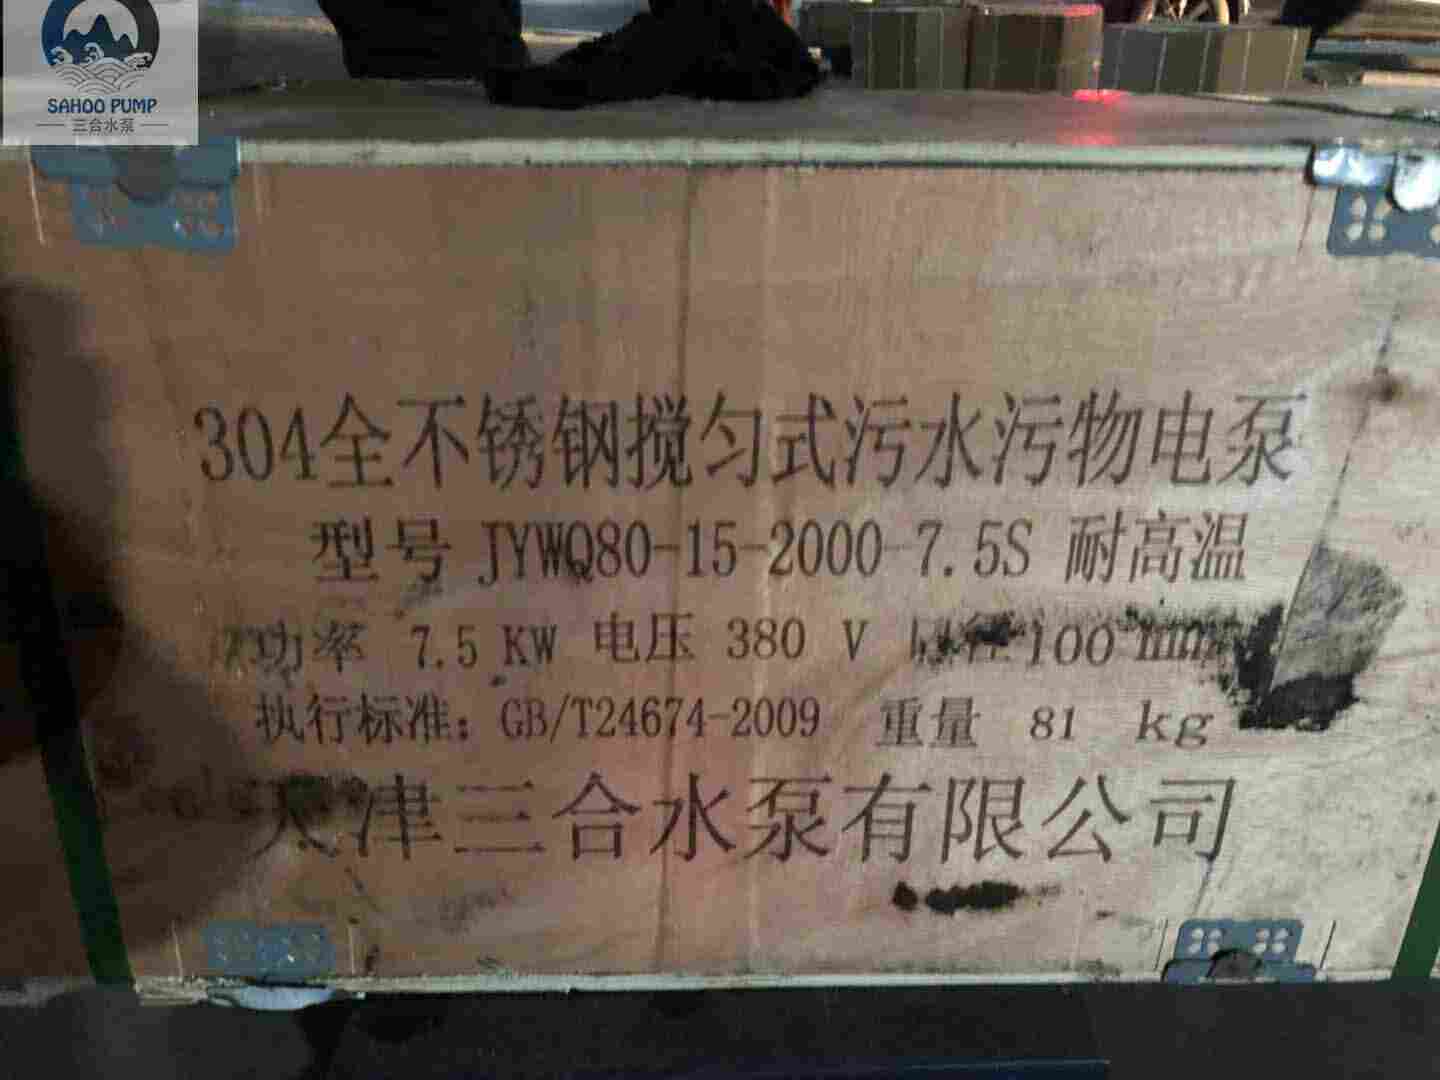 SAHOO PUMP
三合水泵
304全不锈钢搅匀式污水污物电泵
型号 JYWQ80-15-2000-7.5S 耐高温
功率 7.5 KW 电压 380 V 100 mm
执行标准: GB/T24674-2009 重量 81 kg
天津三合水泵有限公司